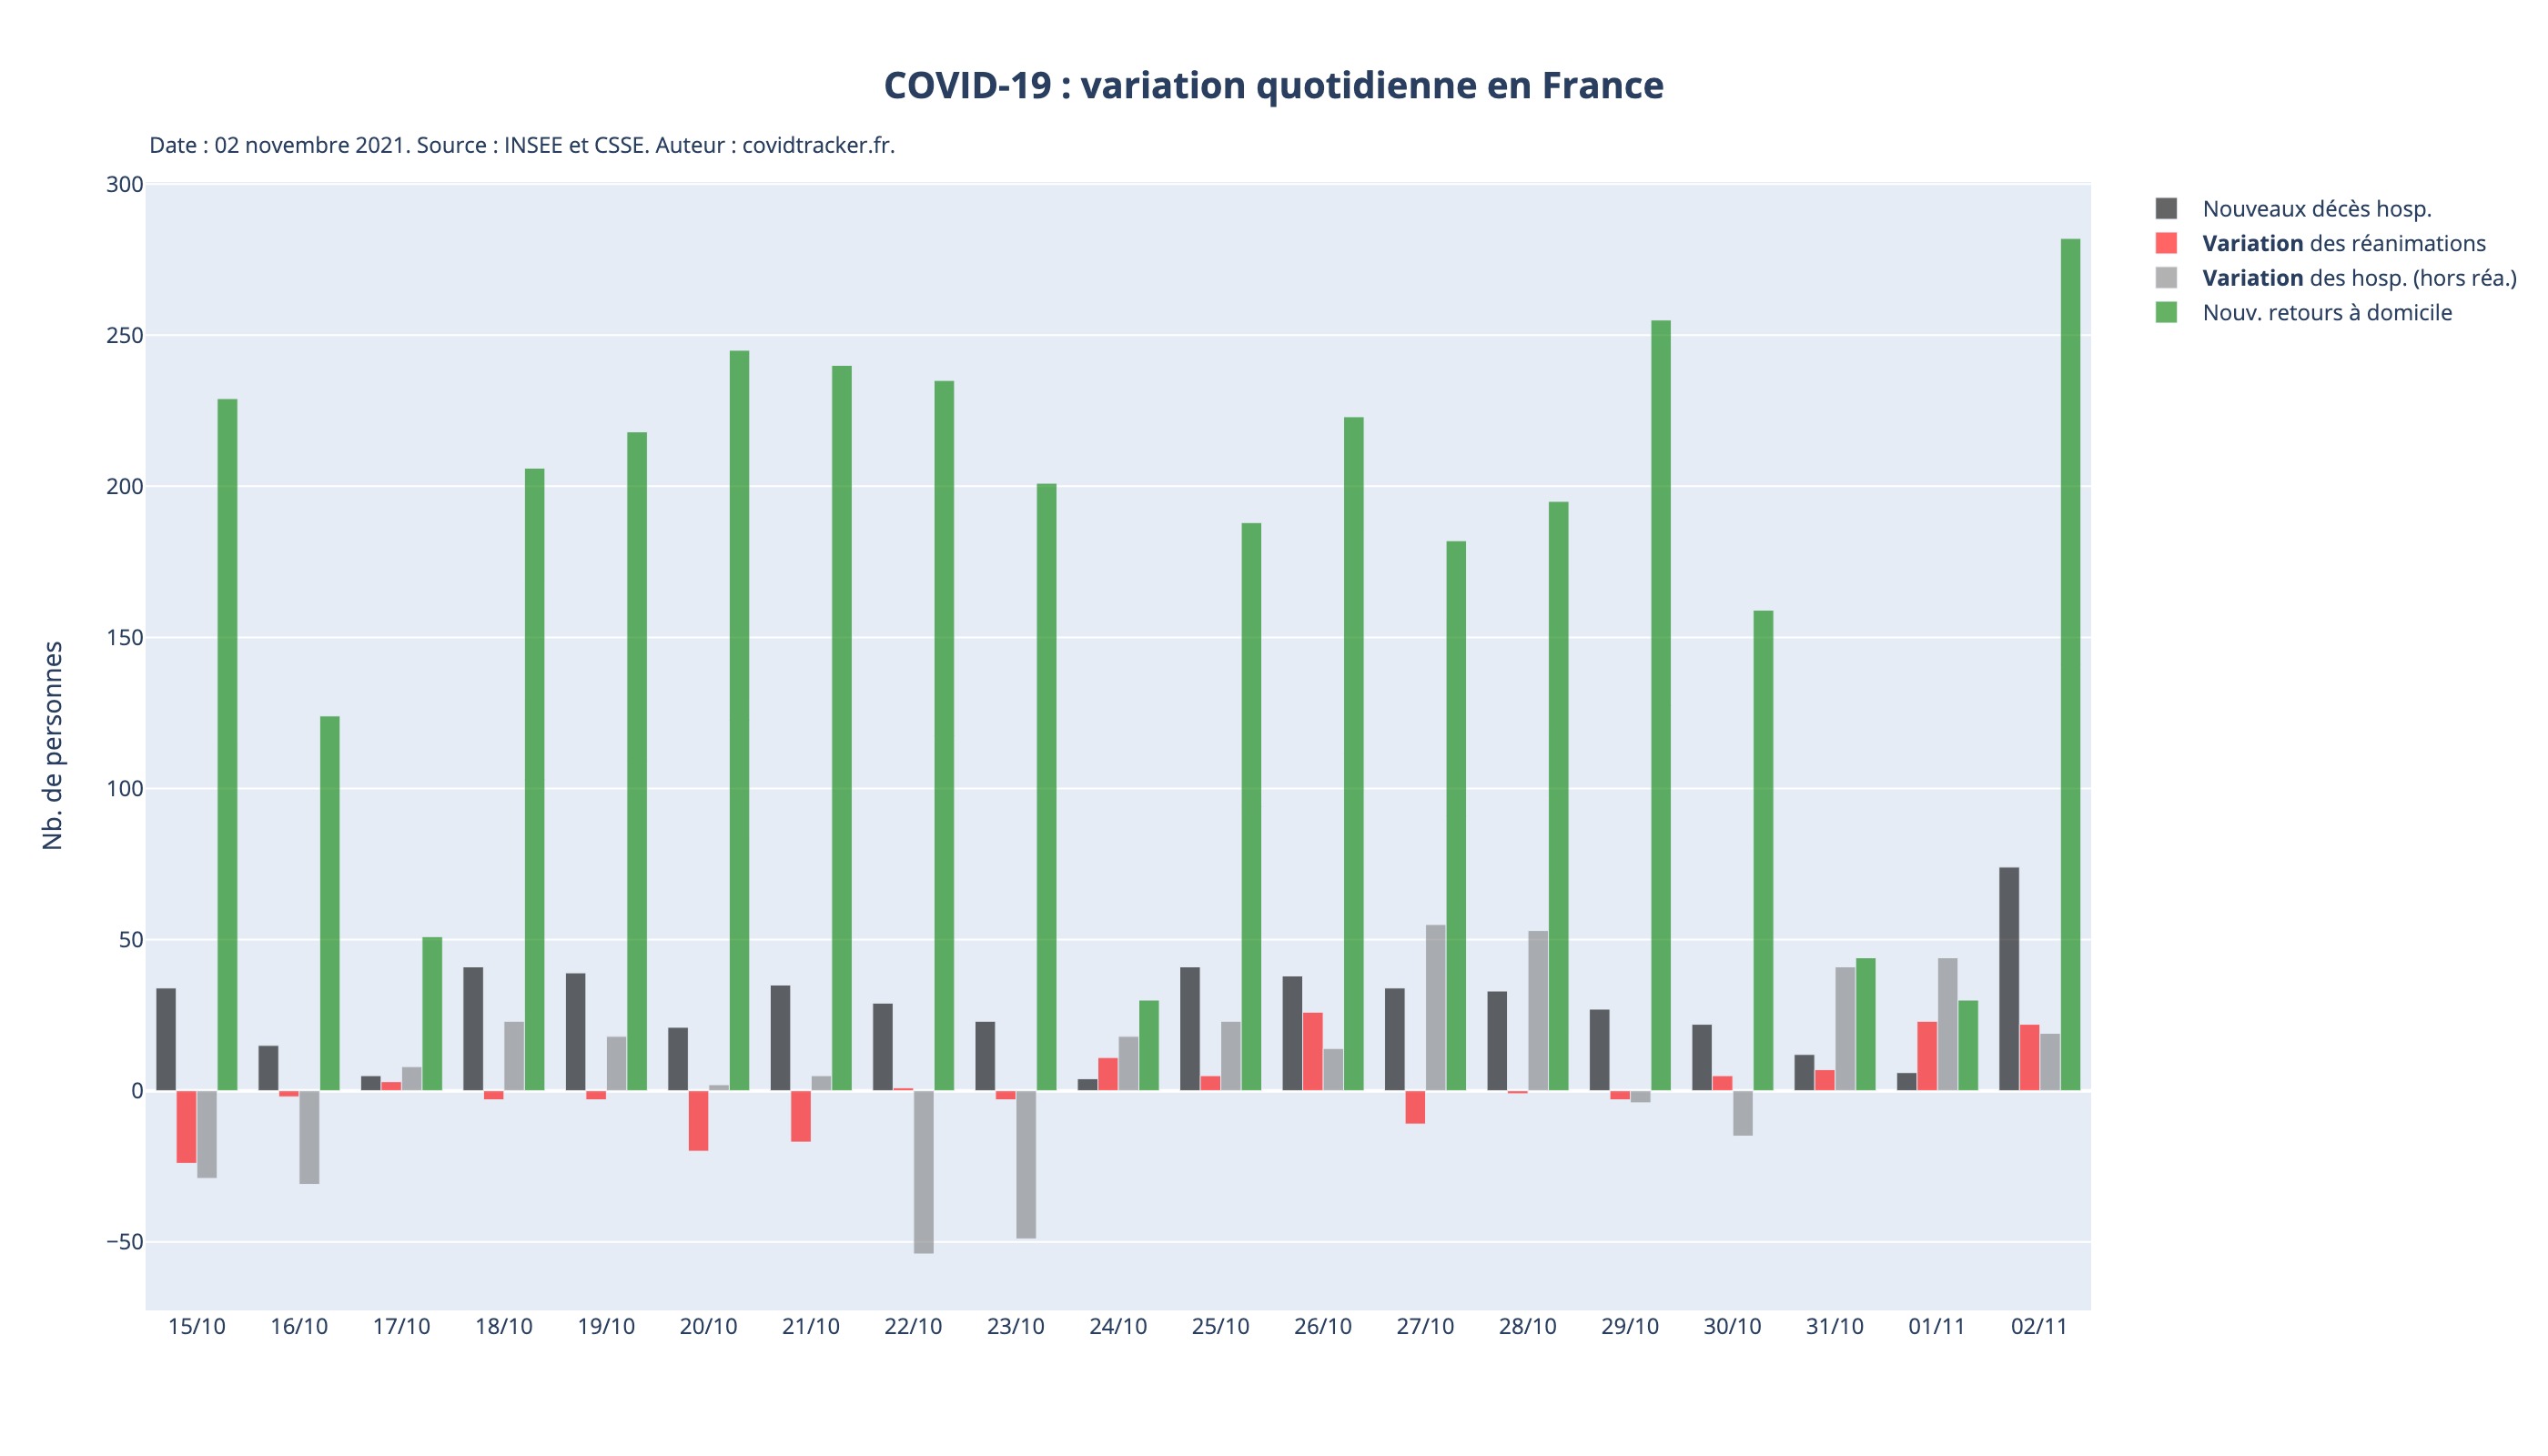 COVID-19 : variation quotidienne en France
Date : 02 novembre 2021. Source : INSEE et CSSE. Auteur : covidtracker.fr.
300
250
200
150
100
50
0
−50
Nb. de personnes
15/10 16/10 17/10 18/10 19/10 20/10 21/10 22/10 23/10 24/10 25/10 26/10 27/10 28/10 29/10 30/10 31/10 01/11 02/11
Nouveaux décès hosp.
Variation des réanimations
Variation des hosp. (hors réa.)
Nouv. retours à domicile